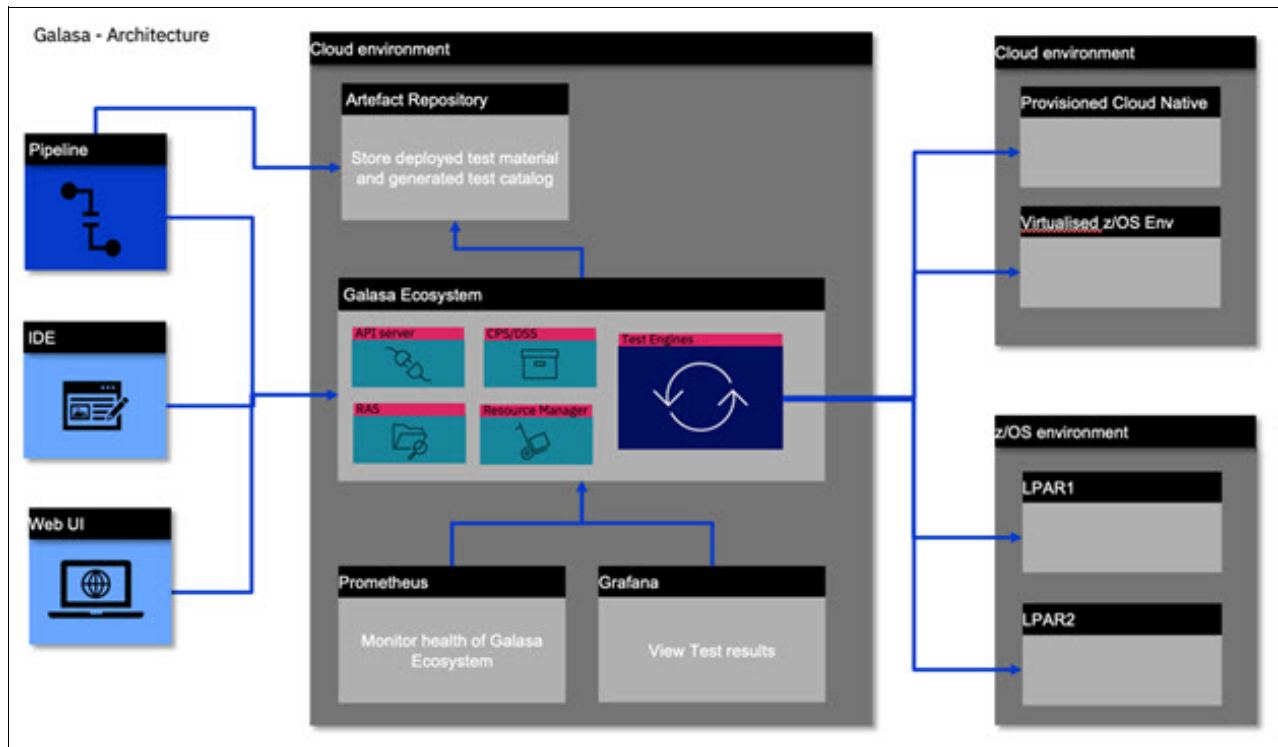 Galasa - Architecture
Pipeline
IDE
Web UI
Cloud environment
Artefact Repository
Store deployed test material
and generated test catalog
Galasa Ecosystem
API server
CPS/DSS
Test Engines
RAS
Resource Manager
Prometheus
Monitor health of Galasa
Ecosystem
Grafana
View Test results
Cloud environment
Provisioned Cloud Native
Virtualised z/OS Env
z/OS environment
LPAR1
LPAR2